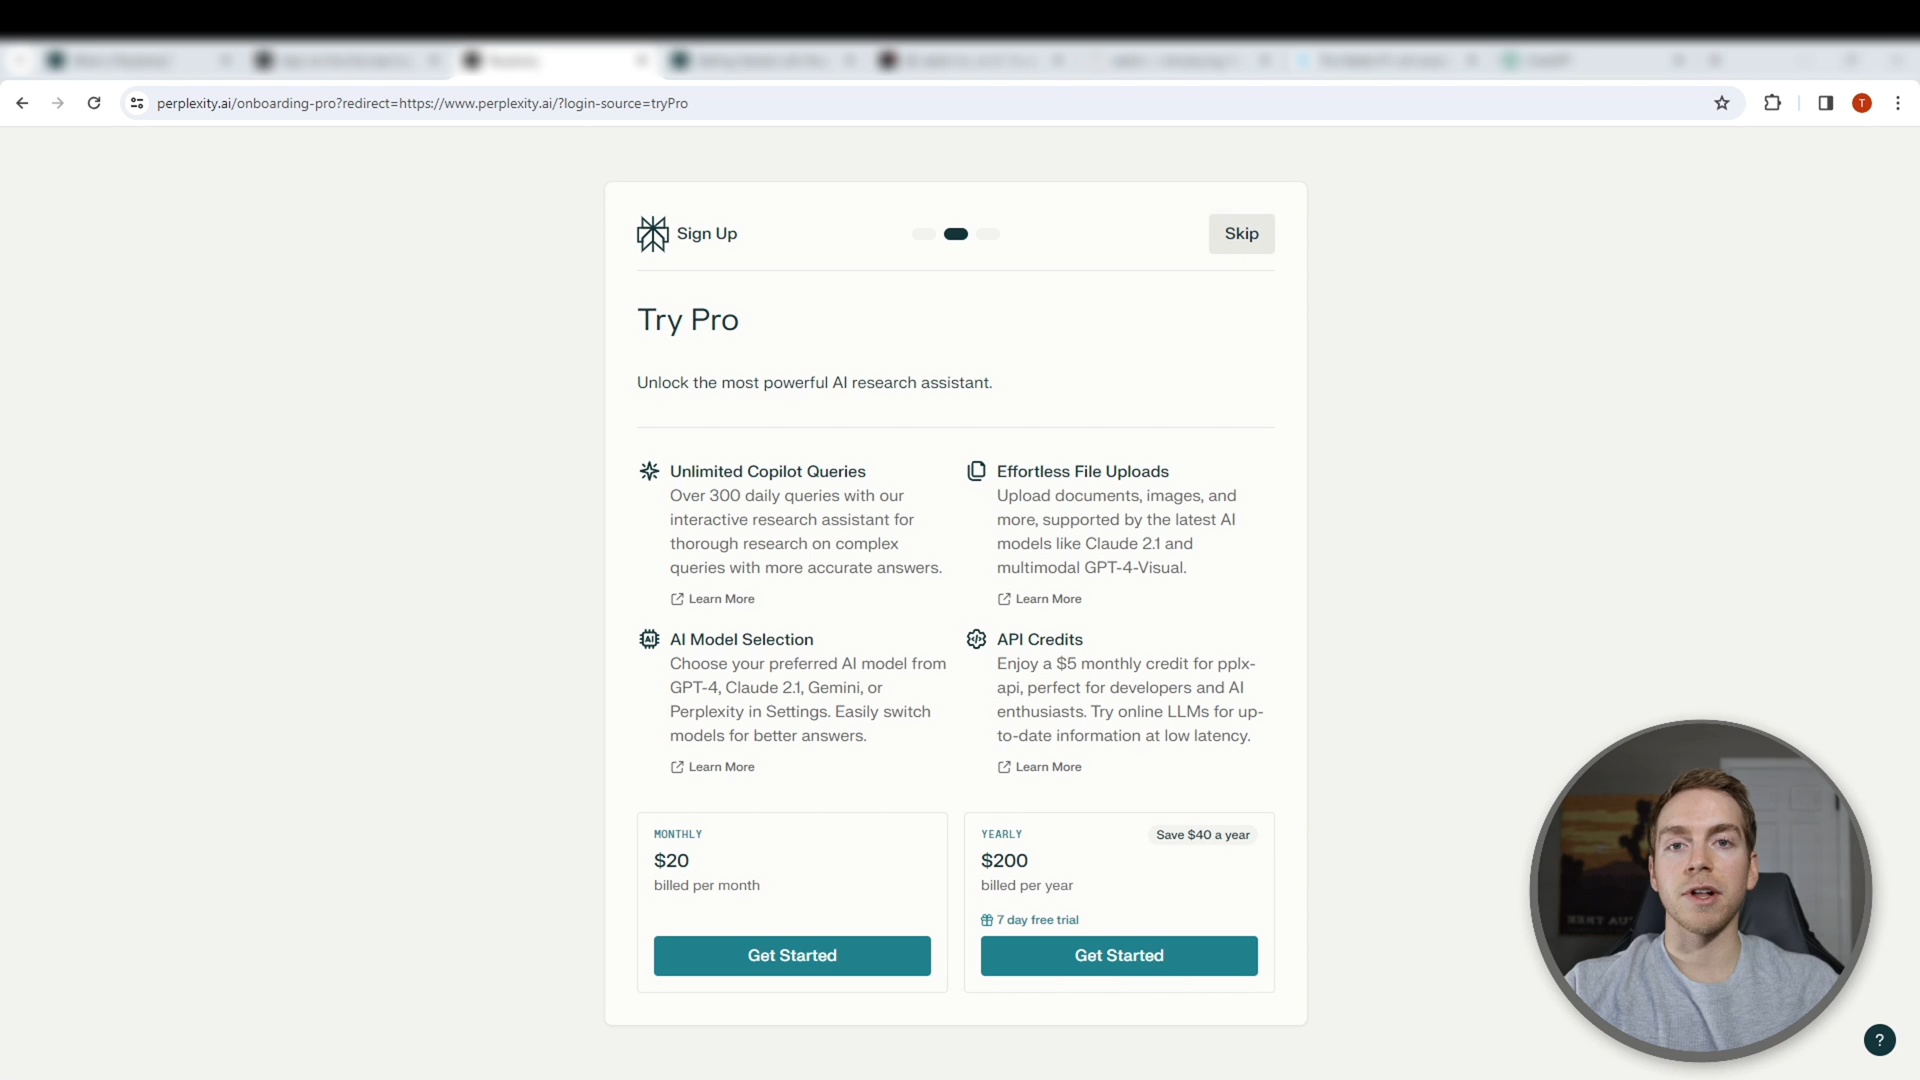 perplexity.ai/onboarding-pro?redirect=https://www.perplexity.ai/?login-source=tryPro
T
Sign Up
Skip
Try Pro
Unlock the most powerful AI research assistant.
Unlimited Copilot Queries
Over 300 daily queries with our
interactive research assistant for
thorough research on complex
queries with more accurate answers.
Learn More
Effortless File Uploads
Upload documents, images, and
more, supported by the latest AI
models like Claude 2.1 and
multimodal GPT-4-Visual.
Learn More
AI Model Selection
Choose your preferred AI model from
GPT-4, Claude 2.1, Gemini, or
Perplexity in Settings. Easily switch
models for better answers.
Learn More
API Credits
Enjoy a $5 monthly credit for pplx-
api, perfect for developers and AI
enthusiasts. Try online LLMs for up-
to-date information at low latency.
Learn More
MONTHLY
$20
billed per month
Get Started
YEARLY
Save $40 a year
$200
billed per year
7 day free trial
Get Started
?